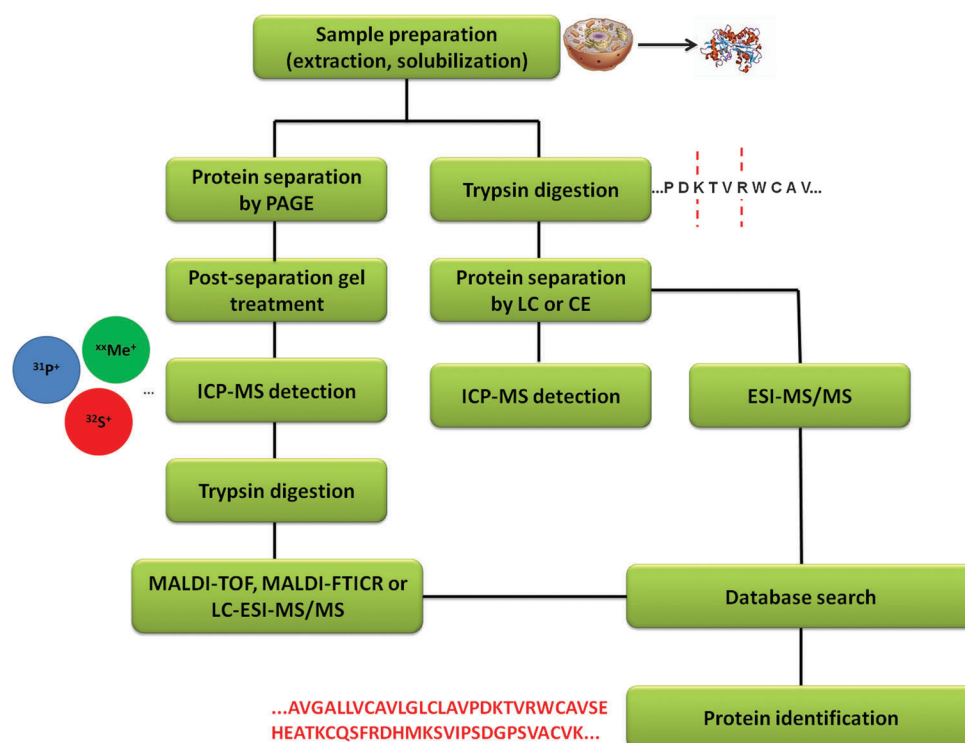 Sample preparation
(extraction, solubilization)
Protein separation
by PAGE
Trypsin digestion
...P D K T V R W C A V...
Post-separation gel
treatment
Protein separation
by LC or CE
xxMe+
31P+
32S+
...
ICP-MS detection
ICP-MS detection
ESI-MS/MS
Trypsin digestion
MALDI-TOF, MALDI-FTICR or
LC-ESI-MS/MS
Database search
...AVGALLVCAVLGLCLAVPDKTVRWCAVSE
HEATKCQSFRDHMKSVIPSDGPSVACVK...
Protein identification